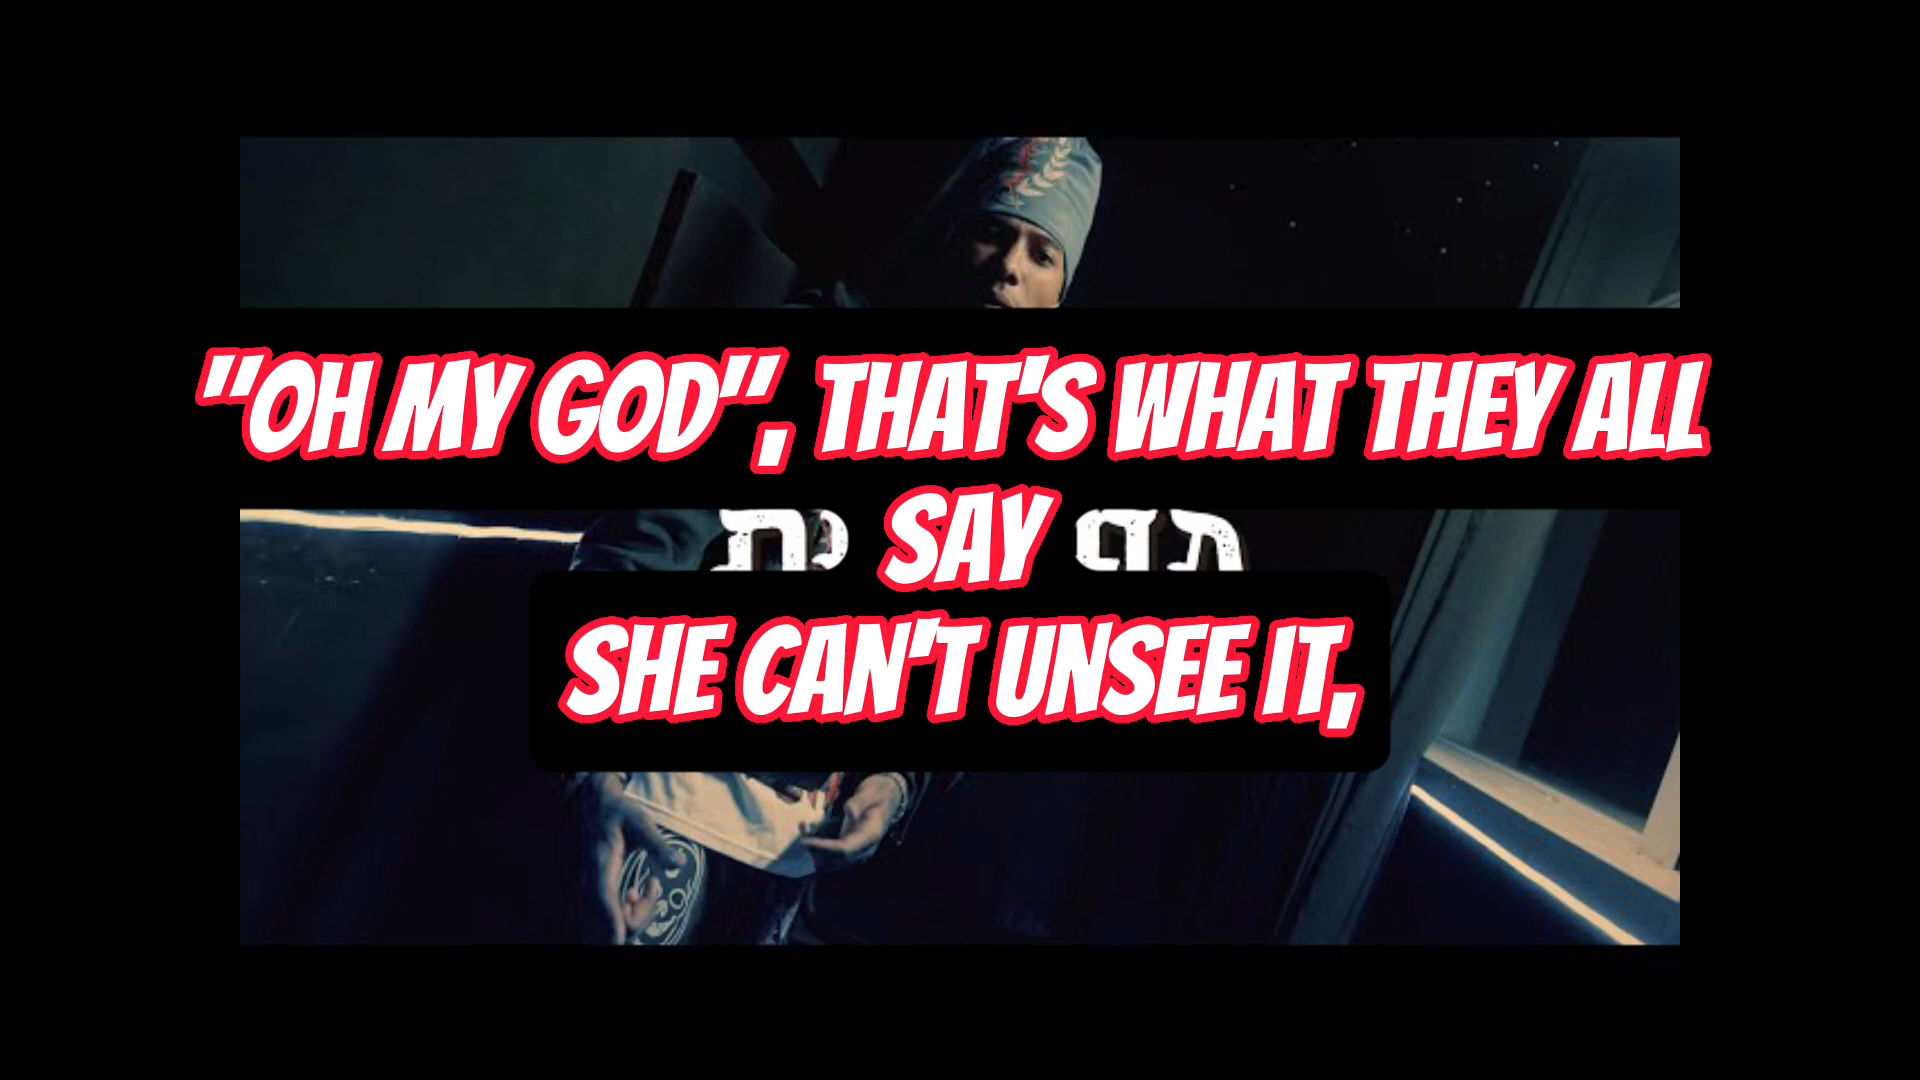 "OH MY GOD", THAT'S WHAT THEY ALL
SAY
SHE CAN'T UNSEE IT,